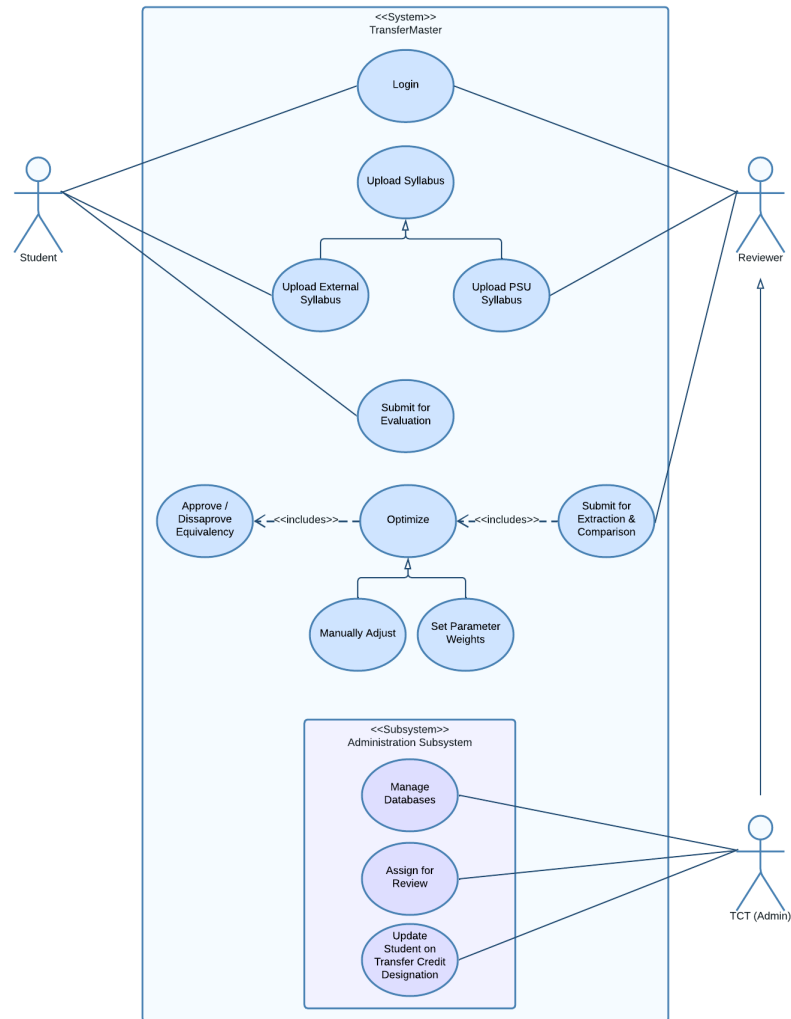 <<System>>
TransferMaster
Login
Upload Syllabus
Student
Reviewer
Upload External
Syllabus
Upload PSU
Syllabus
Submit for
Evaluation
Approve /
Dissaprove
Equivalency
<<includes>>
Optimize
<<includes>>
Submit for
Extraction &
Comparison
Manually Adjust
Set Parameter
Weights
<<Subsystem>>
Administration Subsystem
Manage
Databases
Assign for
Review
TCT (Admin)
Update
Student on
Transfer Credit
Designation